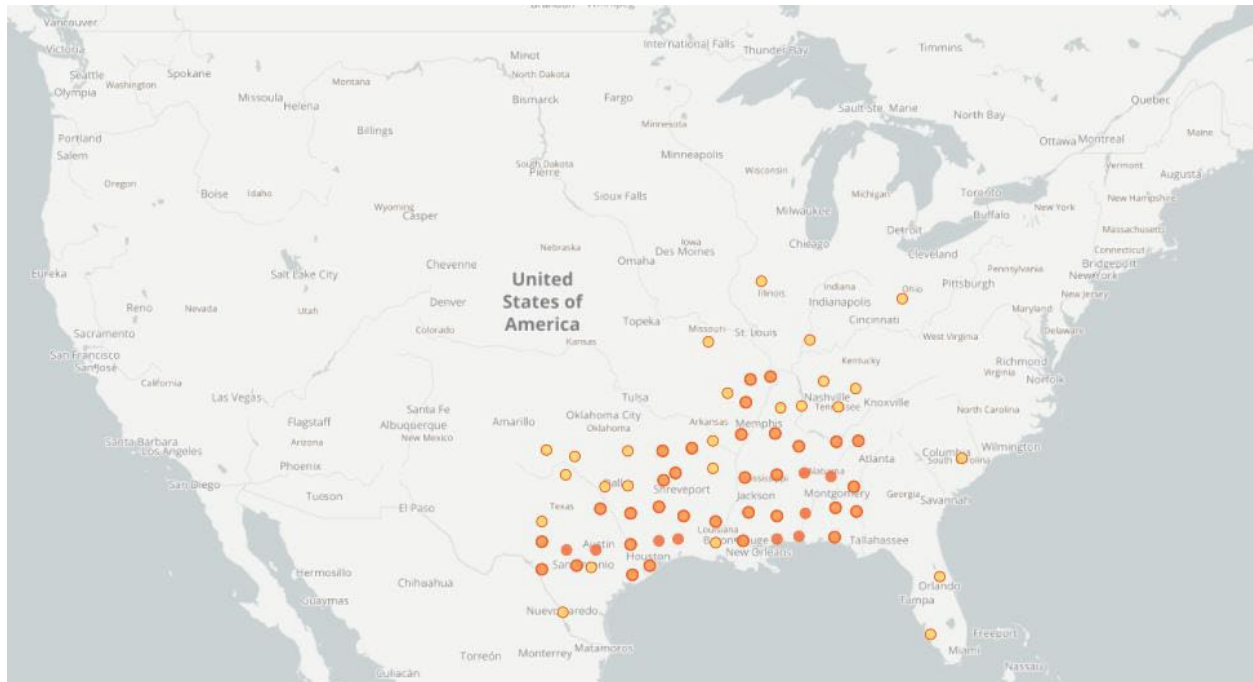 Vancouver
Victoria
Seattle
Olympia
Washington
Spokane
Missoula
Helena
Montana
Minot
North Dakota
Bismarck
Fargo
International Falls
Thunder Bay
Timmins
Quebec
Sault Ste. Marie
North Bay
Ottawa
Montreal
Maine
Portland
Salem
Billings
Minnesota
Minneapolis
Wisconsin
Vermont
Augusta
Oregon
Boise
Idaho
South Dakota
Pierre
Sioux Falls
Michigan
Toronto
New Hampshire
Wyoming
Casper
Milwaukee
Buffalo
New York
Detroit
Massachusetts
Eureka
Salt Lake City
Cheyenne
Nebraska
Omaha
Iowa
Des Moines
Chicago
Cleveland
Connecticut
Bridgeport
New York
Pennsylvania
Pittsburgh
United
States of
America
Reno
Nevada
Utah
Denver
Illinois
Indiana
Indianapolis
Ohio
New Jersey
Maryland
Sacramento
Colorado
Kansas
Topeka
Missouri
St. Louis
Cincinnati
Delaware
West Virginia
San Francisco
San José
California
Las Vegas
Kentucky
Richmond
Virginia
Norfolk
Santa Fe
Albuquerque
New Mexico
Amarillo
Tulsa
Oklahoma City
Oklahoma
Arkansas
Memphis
Nashville
Tennessee
Knoxville
North Carolina
Flagstaff
Arizona
Santa Barbara
Los Angeles
Phoenix
San Diego
Tucson
El Paso
Texas
Shreveport
Jackson
Montgomery
Atlanta
Georgia
Columbia
South Carolina
Wilmington
Savannah
Austin
Houston
San Antonio
Louisiana
Baton Rouge
New Orleans
Tallahassee
Hermosillo
Guaymas
Chihuahua
Nuevo Laredo
Orlando
Tampa
Torreón
Monterrey
Matamoros
Culiacán
Miami
Freeport
Nassau